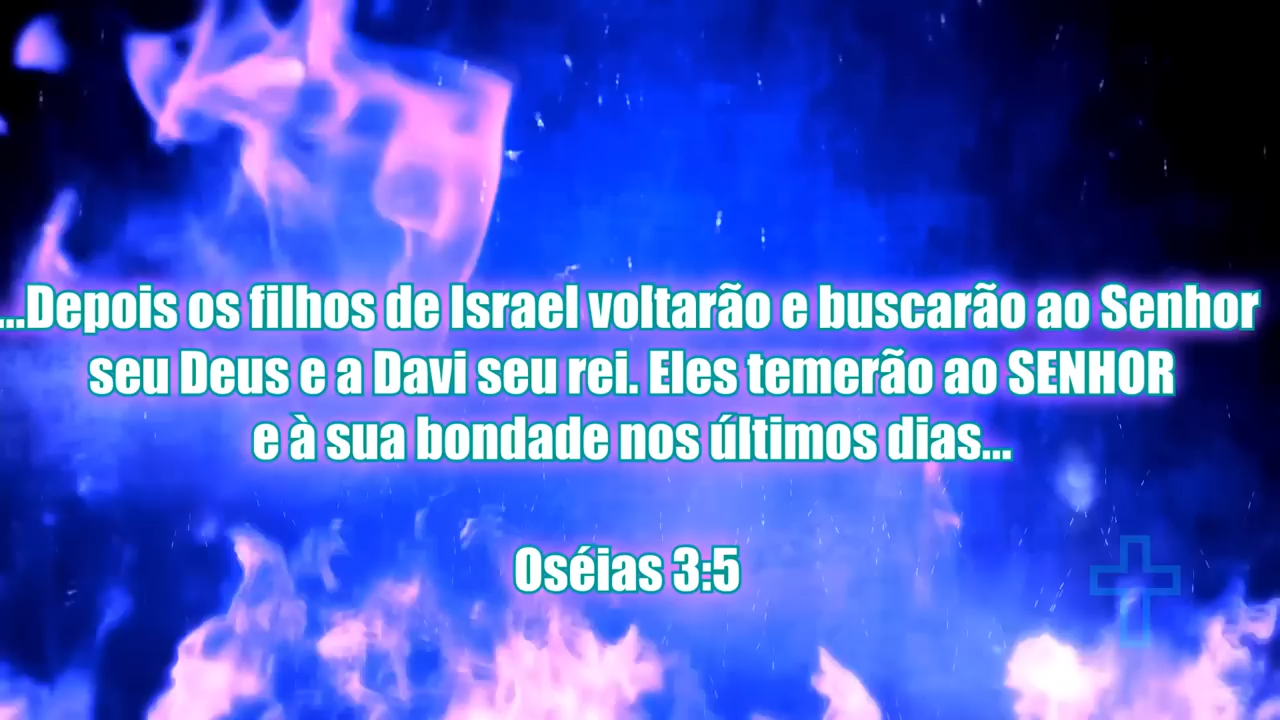 ...Depois os filhos de Israel voltarão e buscarão ao Senhor
seu Deus e a Davi seu rei. Eles temerão ao SENHOR
e à sua bondade nos últimos dias...
Oséias 3:5